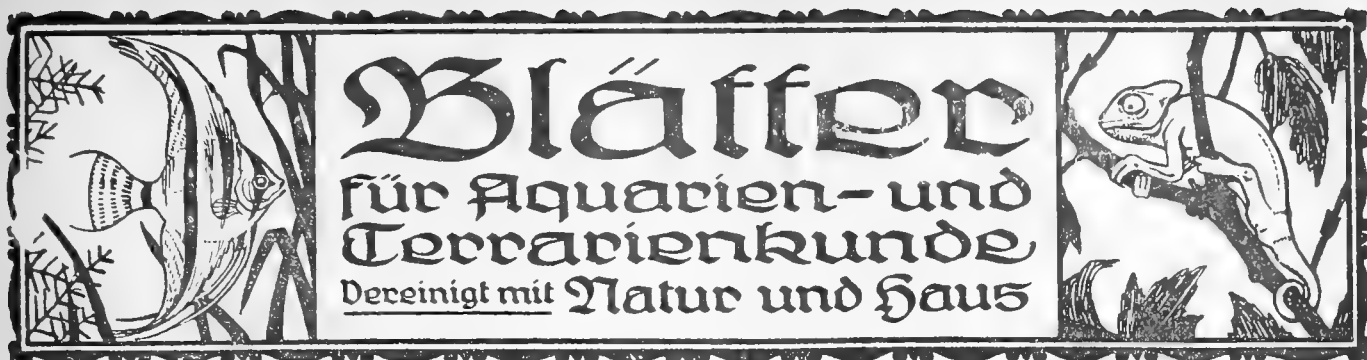 Blätter
für Aquarien- und
Terrarienkunde
Vereinigt mit Natur und Haus